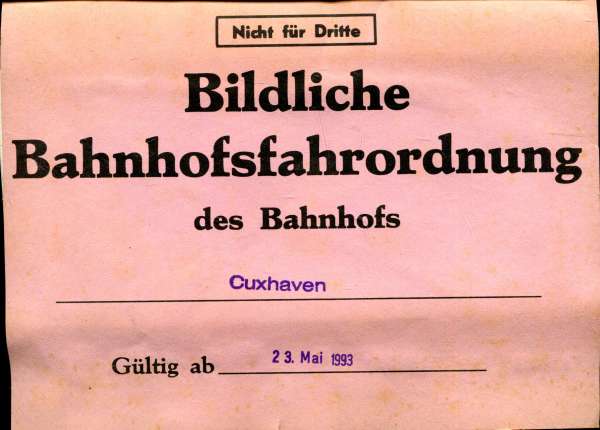 Nicht für Dritte
Bildliche
Bahnhofsfahrordnung
des Bahnhofs
Cuxhaven
Gültig ab 23. Mai 1993